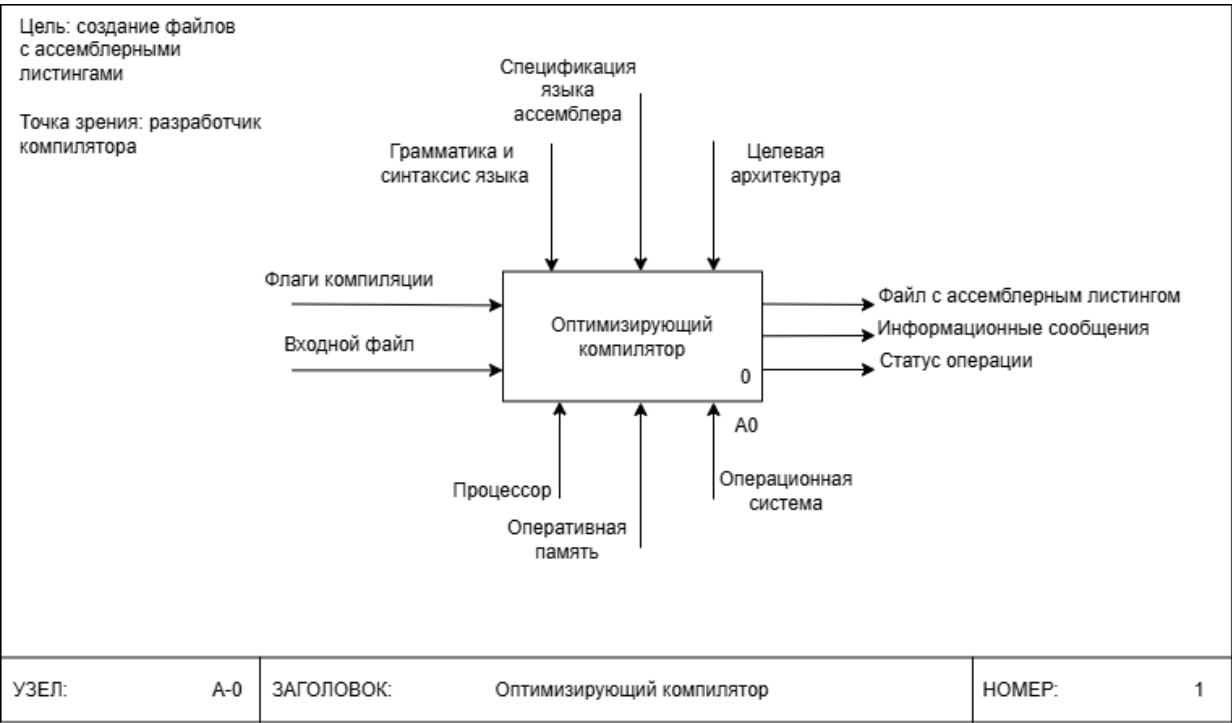 Цель: создание файлов
с ассемблерными
листингами
Точка зрения: разработчик
компилятора
Спецификация
языка
ассемблера
Грамматика и
синтаксис языка
Целевая
архитектура
Флаги компиляции
Входной файл
Оптимизирующий
компилятор
0
A0
Файл с ассемблерным листингом
Информационные сообщения
Статус операции
Процессор
Оперативная
память
Операционная
система
УЗЕЛ: A-0
ЗАГОЛОВОК: Оптимизирующий компилятор
НОМЕР: 1